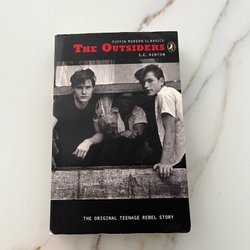 PUFFIN MODERN CLASSICS
THE OUTSIDERS
S.E. HINTON
THE ORIGINAL TEENAGE REBEL STORY